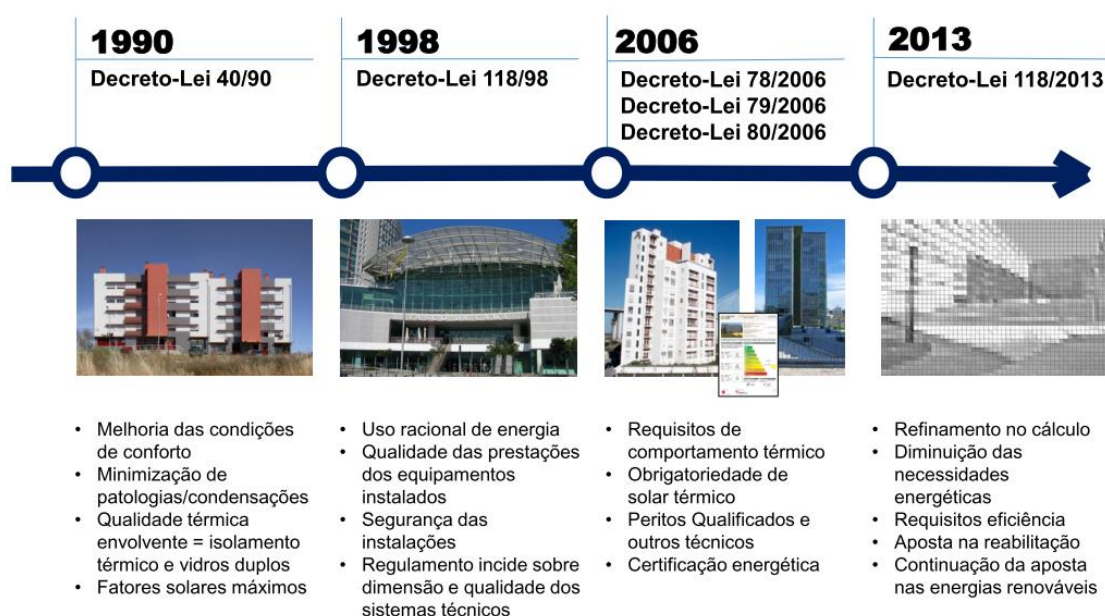 1990
Decreto-Lei 40/90
1998
Decreto-Lei 118/98
2006
Decreto-Lei 78/2006
Decreto-Lei 79/2006
Decreto-Lei 80/2006
2013
Decreto-Lei 118/2013
• Melhoria das condições
de conforto
• Minimização de
patologias/condensações
• Qualidade térmica
envolvente = isolamento
térmico e vidros duplos
• Fatores solares máximos
• Uso racional de energia
• Qualidade das prestações
dos equipamentos
instalados
• Segurança das
instalações
• Regulamento incide sobre
dimensão e qualidade dos
sistemas técnicos
• Requisitos de
comportamento térmico
• Obrigatoriedade de
solar térmico
• Peritos Qualificados e
outros técnicos
• Certificação energética
• Refinamento no cálculo
• Diminuição das
necessidades
energéticas
• Requisitos eficiência
• Aposta na reabilitação
• Continuação da aposta
nas energias renováveis